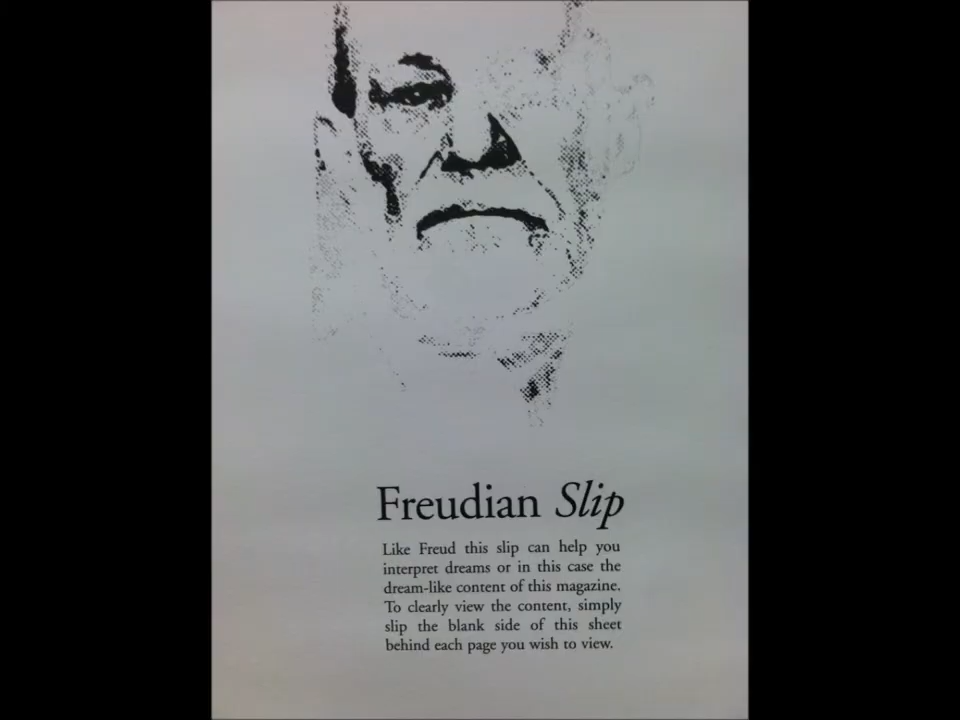 Freudian Slip
Like Freud this slip can help you
interpret dreams or in this case the
dream-like content of this magazine.
To clearly view the content, simply
slip the blank side of this sheet
behind each page you wish to view.